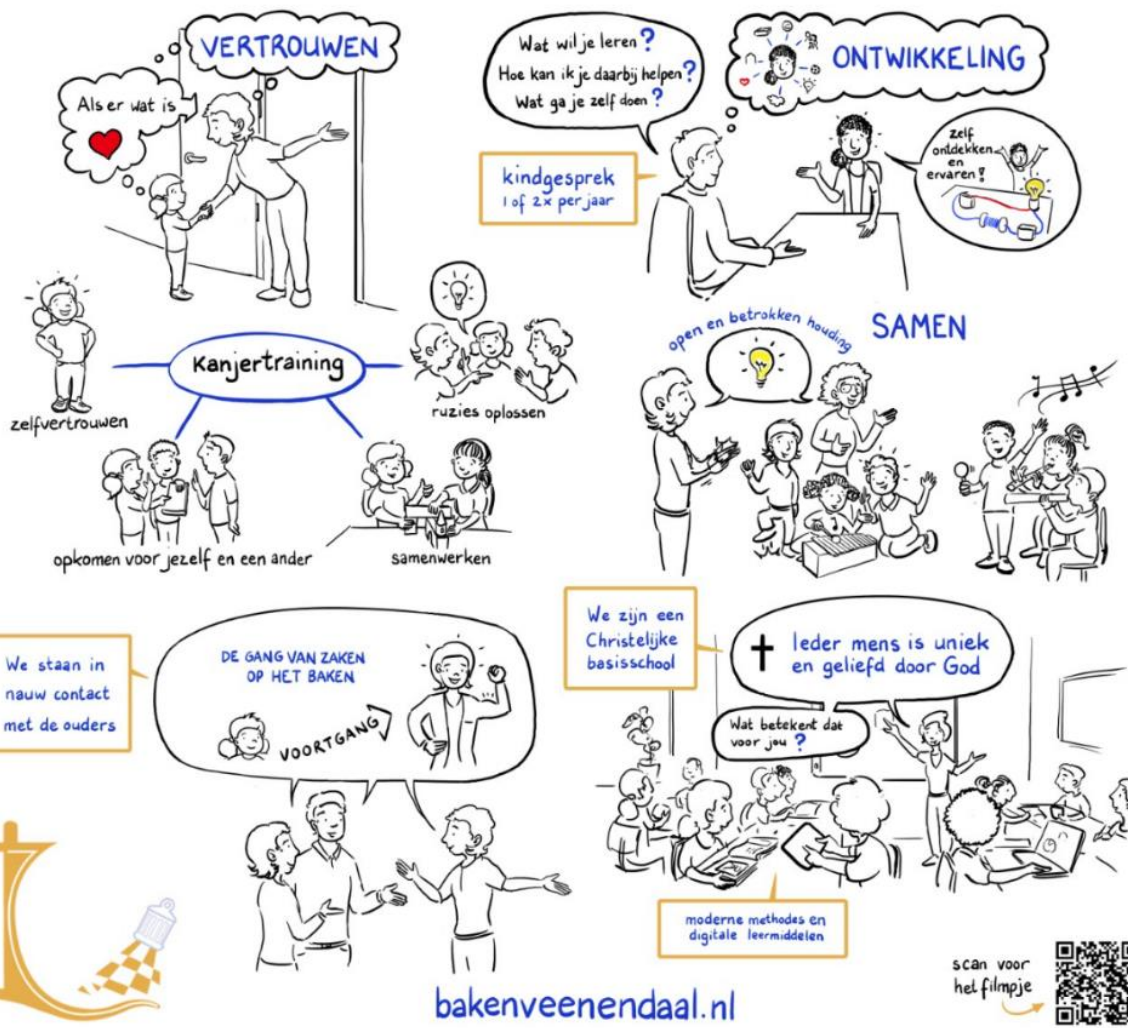 VERTROUWEN
Als er wat is
Wat wil je leren?
Hoe kan ik je daarbij helpen?
Wat ga je zelf doen?
ONTWIKKELING
kindgesprek
1 of 2x per jaar
zelf
ontdekken
en
ervaren!
Kanjertraining
zelfvertrouwen
ruzies oplossen
opkomen voor jezelf en een ander
samenwerken
open en betrokken houding
SAMEN
We staan in
nauw contact
met de ouders
DE GANG VAN ZAKEN
OP HET BAKEN
VOORTGANG
We zijn een
Christelijke
basisschool
Ieder mens is uniek
en geliefd door God
Wat betekent dat
voor jou?
moderne methodes en
digitale leermiddelen
scan voor
het filmpje
bakenveenendaal.nl